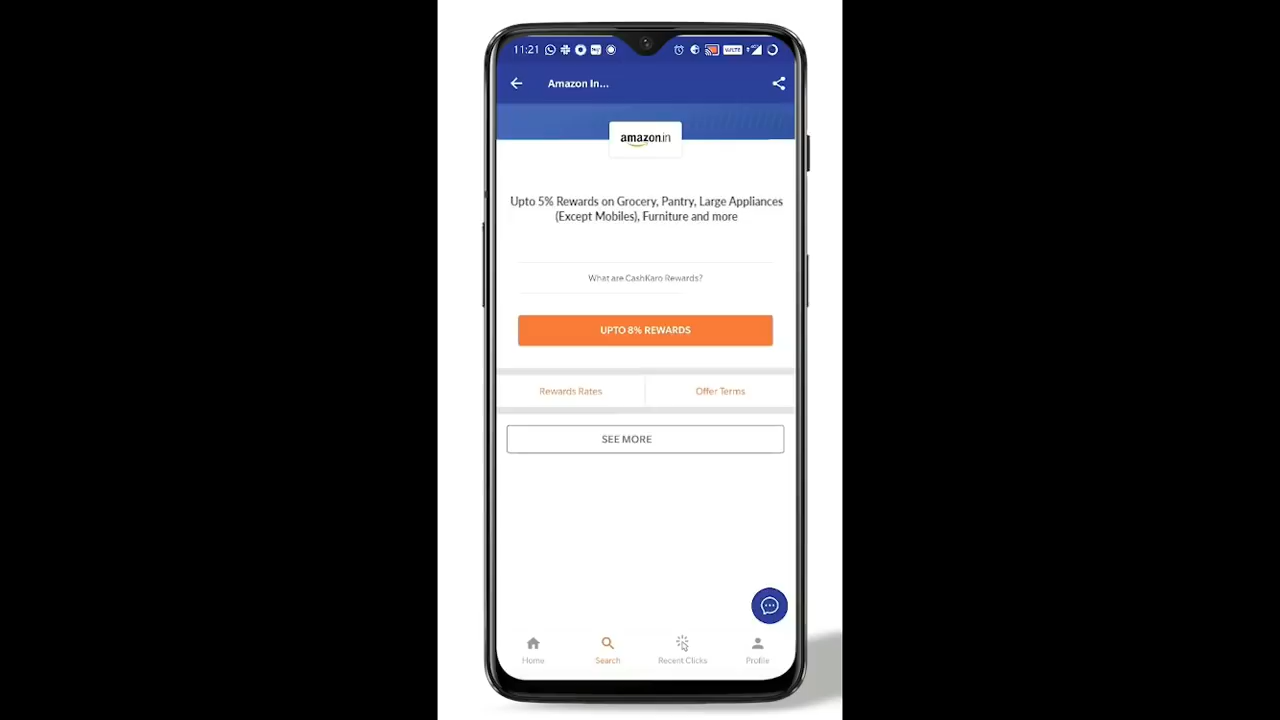 11:21
VoLTE
Amazon In...
amazon.in
Upto 5% Rewards on Grocery, Pantry, Large Appliances
(Except Mobiles), Furniture and more
What are CashKaro Rewards?
UPTO 8% REWARDS
Rewards Rates
Offer Terms
SEE MORE
Home
Search
Recent Clicks
Profile